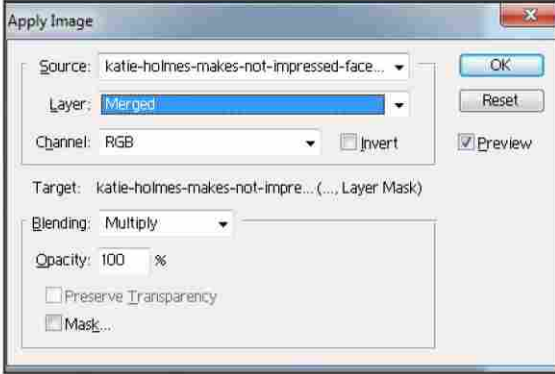 Apply Image
Source: katie-holmes-makes-not-impressed-face...
OK
Layer: Merged
Reset
Channel: RGB
Invert
Preview
Target: katie-holmes-makes-not-impre... (..., Layer Mask)
Blending: Multiply
Opacity: 100 %
Preserve Transparency
Mask...